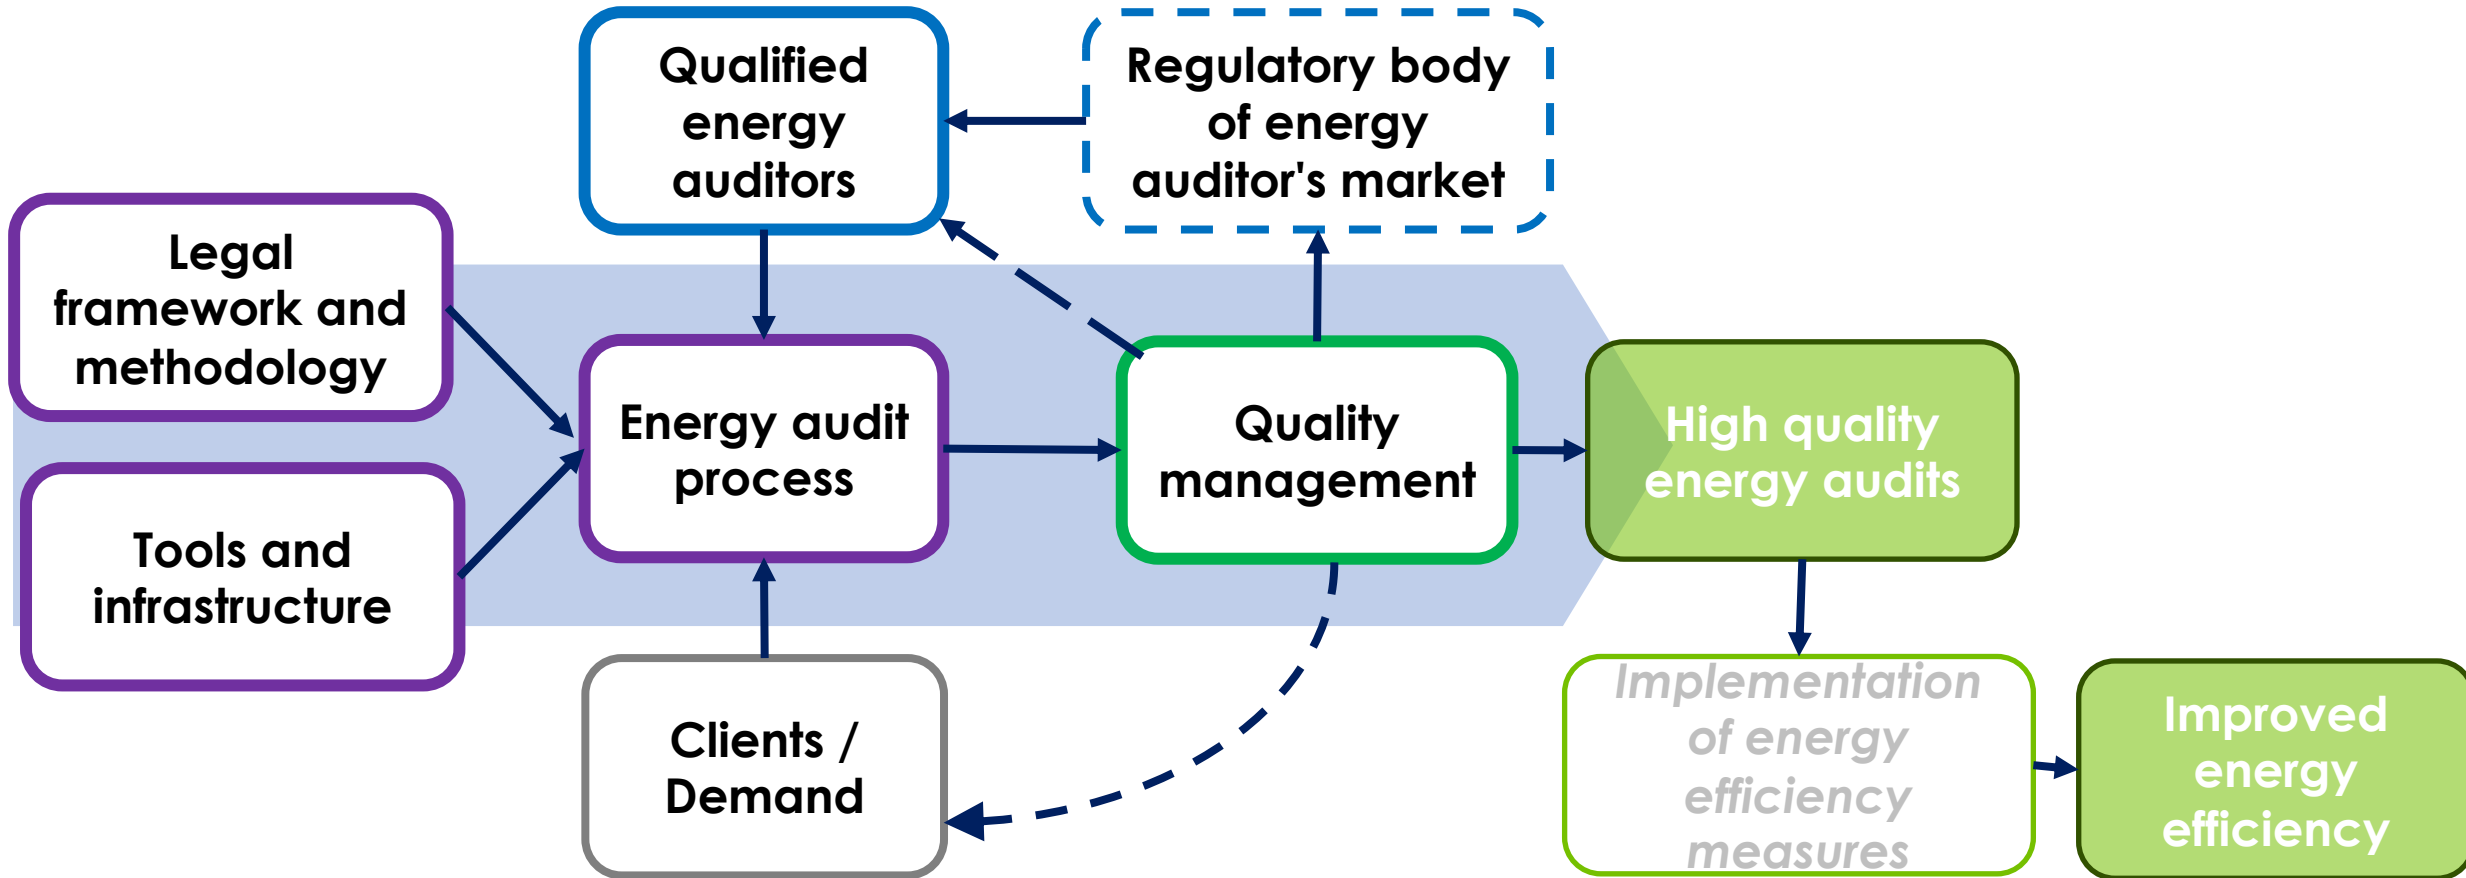 Qualified
energy
auditors
Regulatory body
of energy
auditor's market
Legal
framework and
methodology
Energy audit
process
Quality
management
High quality
energy audits
Tools and
infrastructure
Clients /
Demand
Implementation
of energy
efficiency
measures
Improved
energy
efficiency